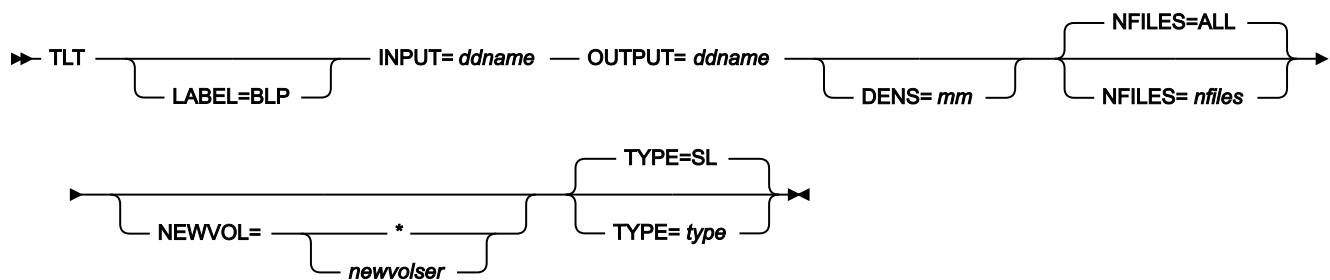 NFILES=ALL
TLT INPUT= ddname OUTPUT= ddname
LABEL=BLP DENS= mm NFILES= nfiles
TYPE=SL
NEWVOL= * TYPE= type
newvolser